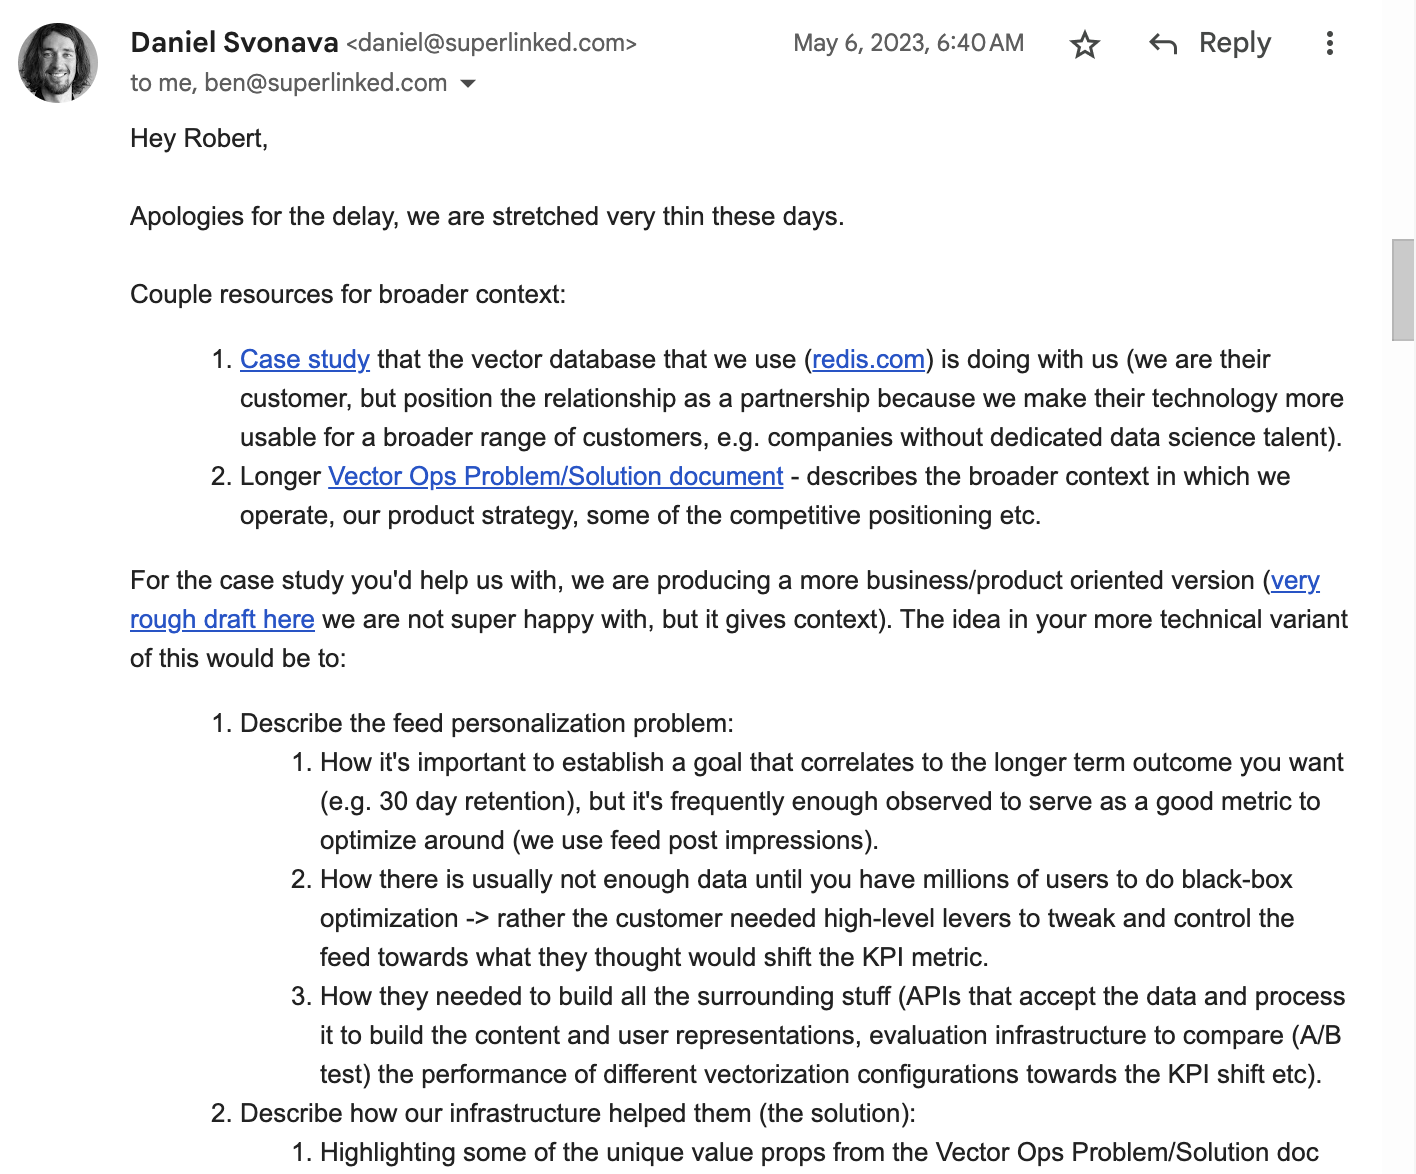 Daniel Svonava <daniel@superlinked.com> May 6, 2023, 6:40 AM Reply
to me, ben@superlinked.com
Hey Robert,
Apologies for the delay, we are stretched very thin these days.
Couple resources for broader context:
1. Case study that the vector database that we use (redis.com) is doing with us (we are their
customer, but position the relationship as a partnership because we make their technology more
usable for a broader range of customers, e.g. companies without dedicated data science talent).
2. Longer Vector Ops Problem/Solution document - describes the broader context in which we
operate, our product strategy, some of the competitive positioning etc.
For the case study you'd help us with, we are producing a more business/product oriented version (very
rough draft here we are not super happy with, but it gives context). The idea in your more technical variant
of this would be to:
1. Describe the feed personalization problem:
1. How it's important to establish a goal that correlates to the longer term outcome you want
(e.g. 30 day retention), but it's frequently enough observed to serve as a good metric to
optimize around (we use feed post impressions).
2. How there is usually not enough data until you have millions of users to do black-box
optimization -> rather the customer needed high-level levers to tweak and control the
feed towards what they thought would shift the KPI metric.
3. How they needed to build all the surrounding stuff (APIs that accept the data and process
it to build the content and user representations, evaluation infrastructure to compare (A/B
test) the performance of different vectorization configurations towards the KPI shift etc).
2. Describe how our infrastructure helped them (the solution):
1. Highlighting some of the unique value props from the Vector Ops Problem/Solution doc